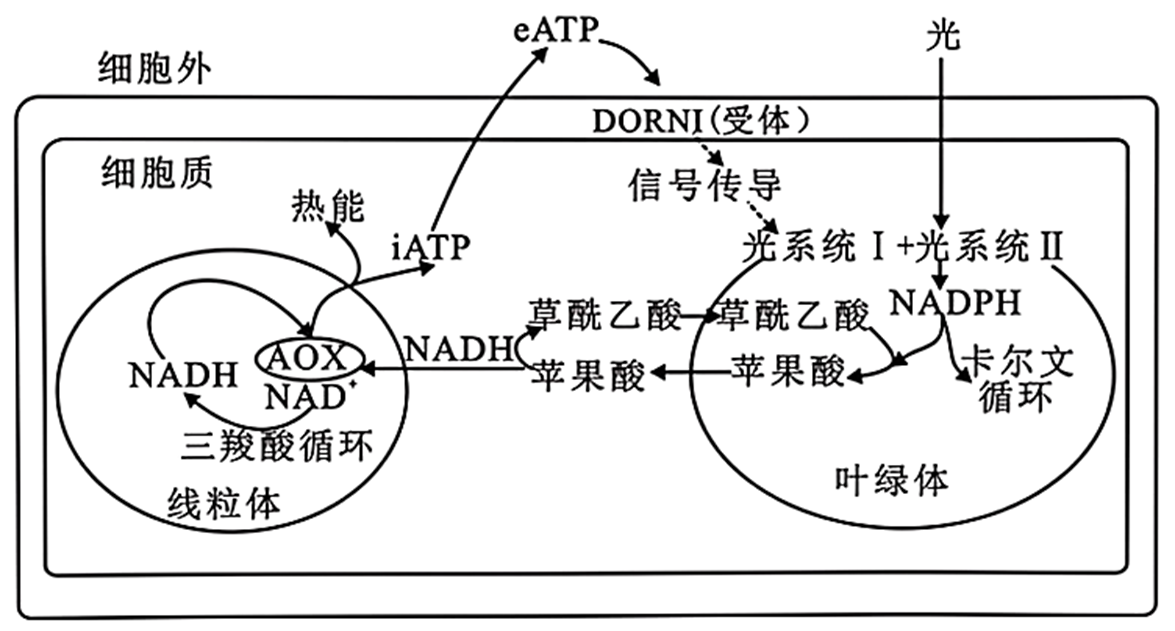 eATP
光
细胞外
DORNI(受体)
细胞质
信号传导
热能
iATP
光系统Ⅰ+光系统Ⅱ
草酰乙酸
草酰乙酸
NADPH
AOX
NADH
NADH
苹果酸
苹果酸
卡尔文
循环
NAD⁺
三羧酸循环
线粒体
叶绿体